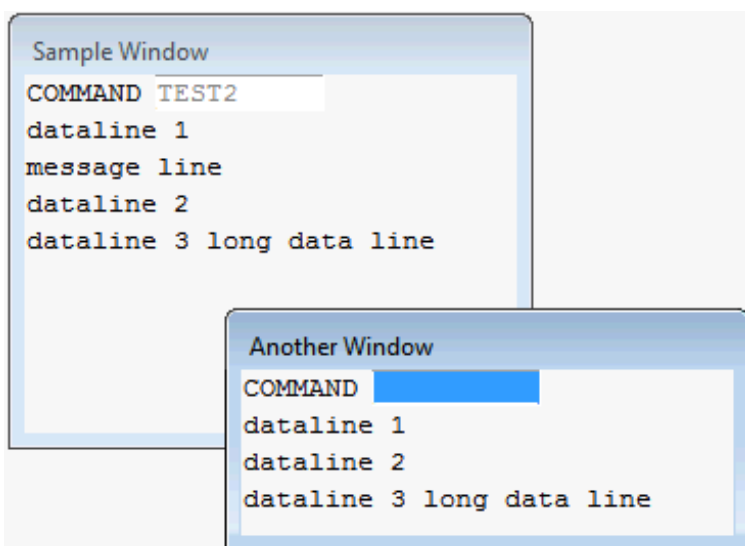 Sample Window
COMMAND TEST2
dataline 1
message line
dataline 2
dataline 3 long data line
Another Window
COMMAND
dataline 1
dataline 2
dataline 3 long data line